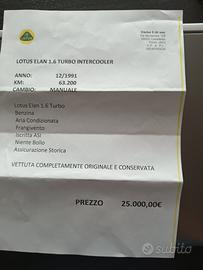 LOTUS ELAN 1.6 TURBO INTERCOOLER
ANNO: 12/1991
KM: 63.200
CAMBIO: MANUALE
Lotus Elan 1.6 Turbo
Benzina
Aria Condizionata
Frangivento
Iscritta ASI
Niente Bollo
Assicurazione Storica
VETTUTA COMPLETAMENTE ORIGINALE E CONSERVATA
PREZZO 25.000,00€
subito